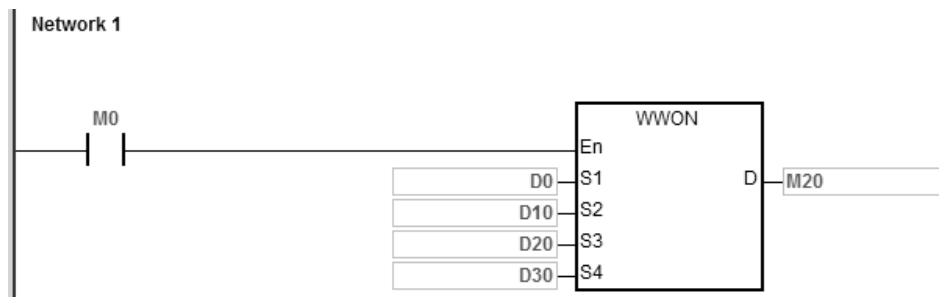 Network 1
M0
WWON
En
D0 S1 D M20
D10 S2
D20 S3
D30 S4